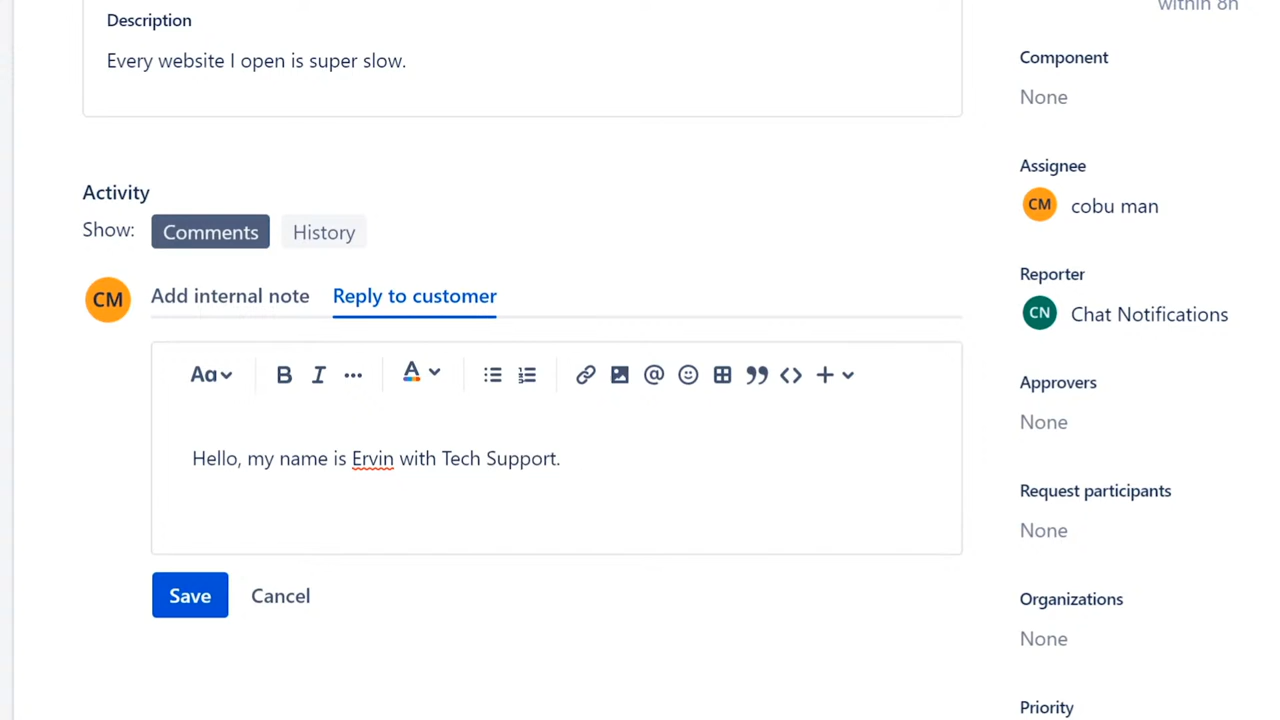 Description
Every website I open is super slow.
Activity
Show: Comments History
CM Add internal note Reply to customer
Aa B I ... A
Hello, my name is Ervin with Tech Support.
Save Cancel
within 8h
Component
None
Assignee
CM cobu man
Reporter
CN Chat Notifications
Approvers
None
Request participants
None
Organizations
None
Priority